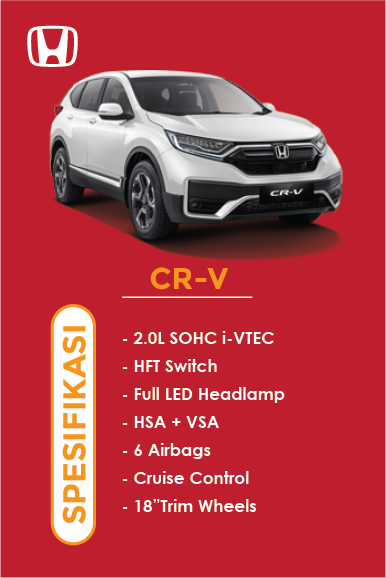 CR-V
CR-V
SPESIFIKASI
- 2.0L SOHC i-VTEC
- HFT Switch
- Full LED Headlamp
- HSA + VSA
- 6 Airbags
- Cruise Control
- 18”Trim Wheels